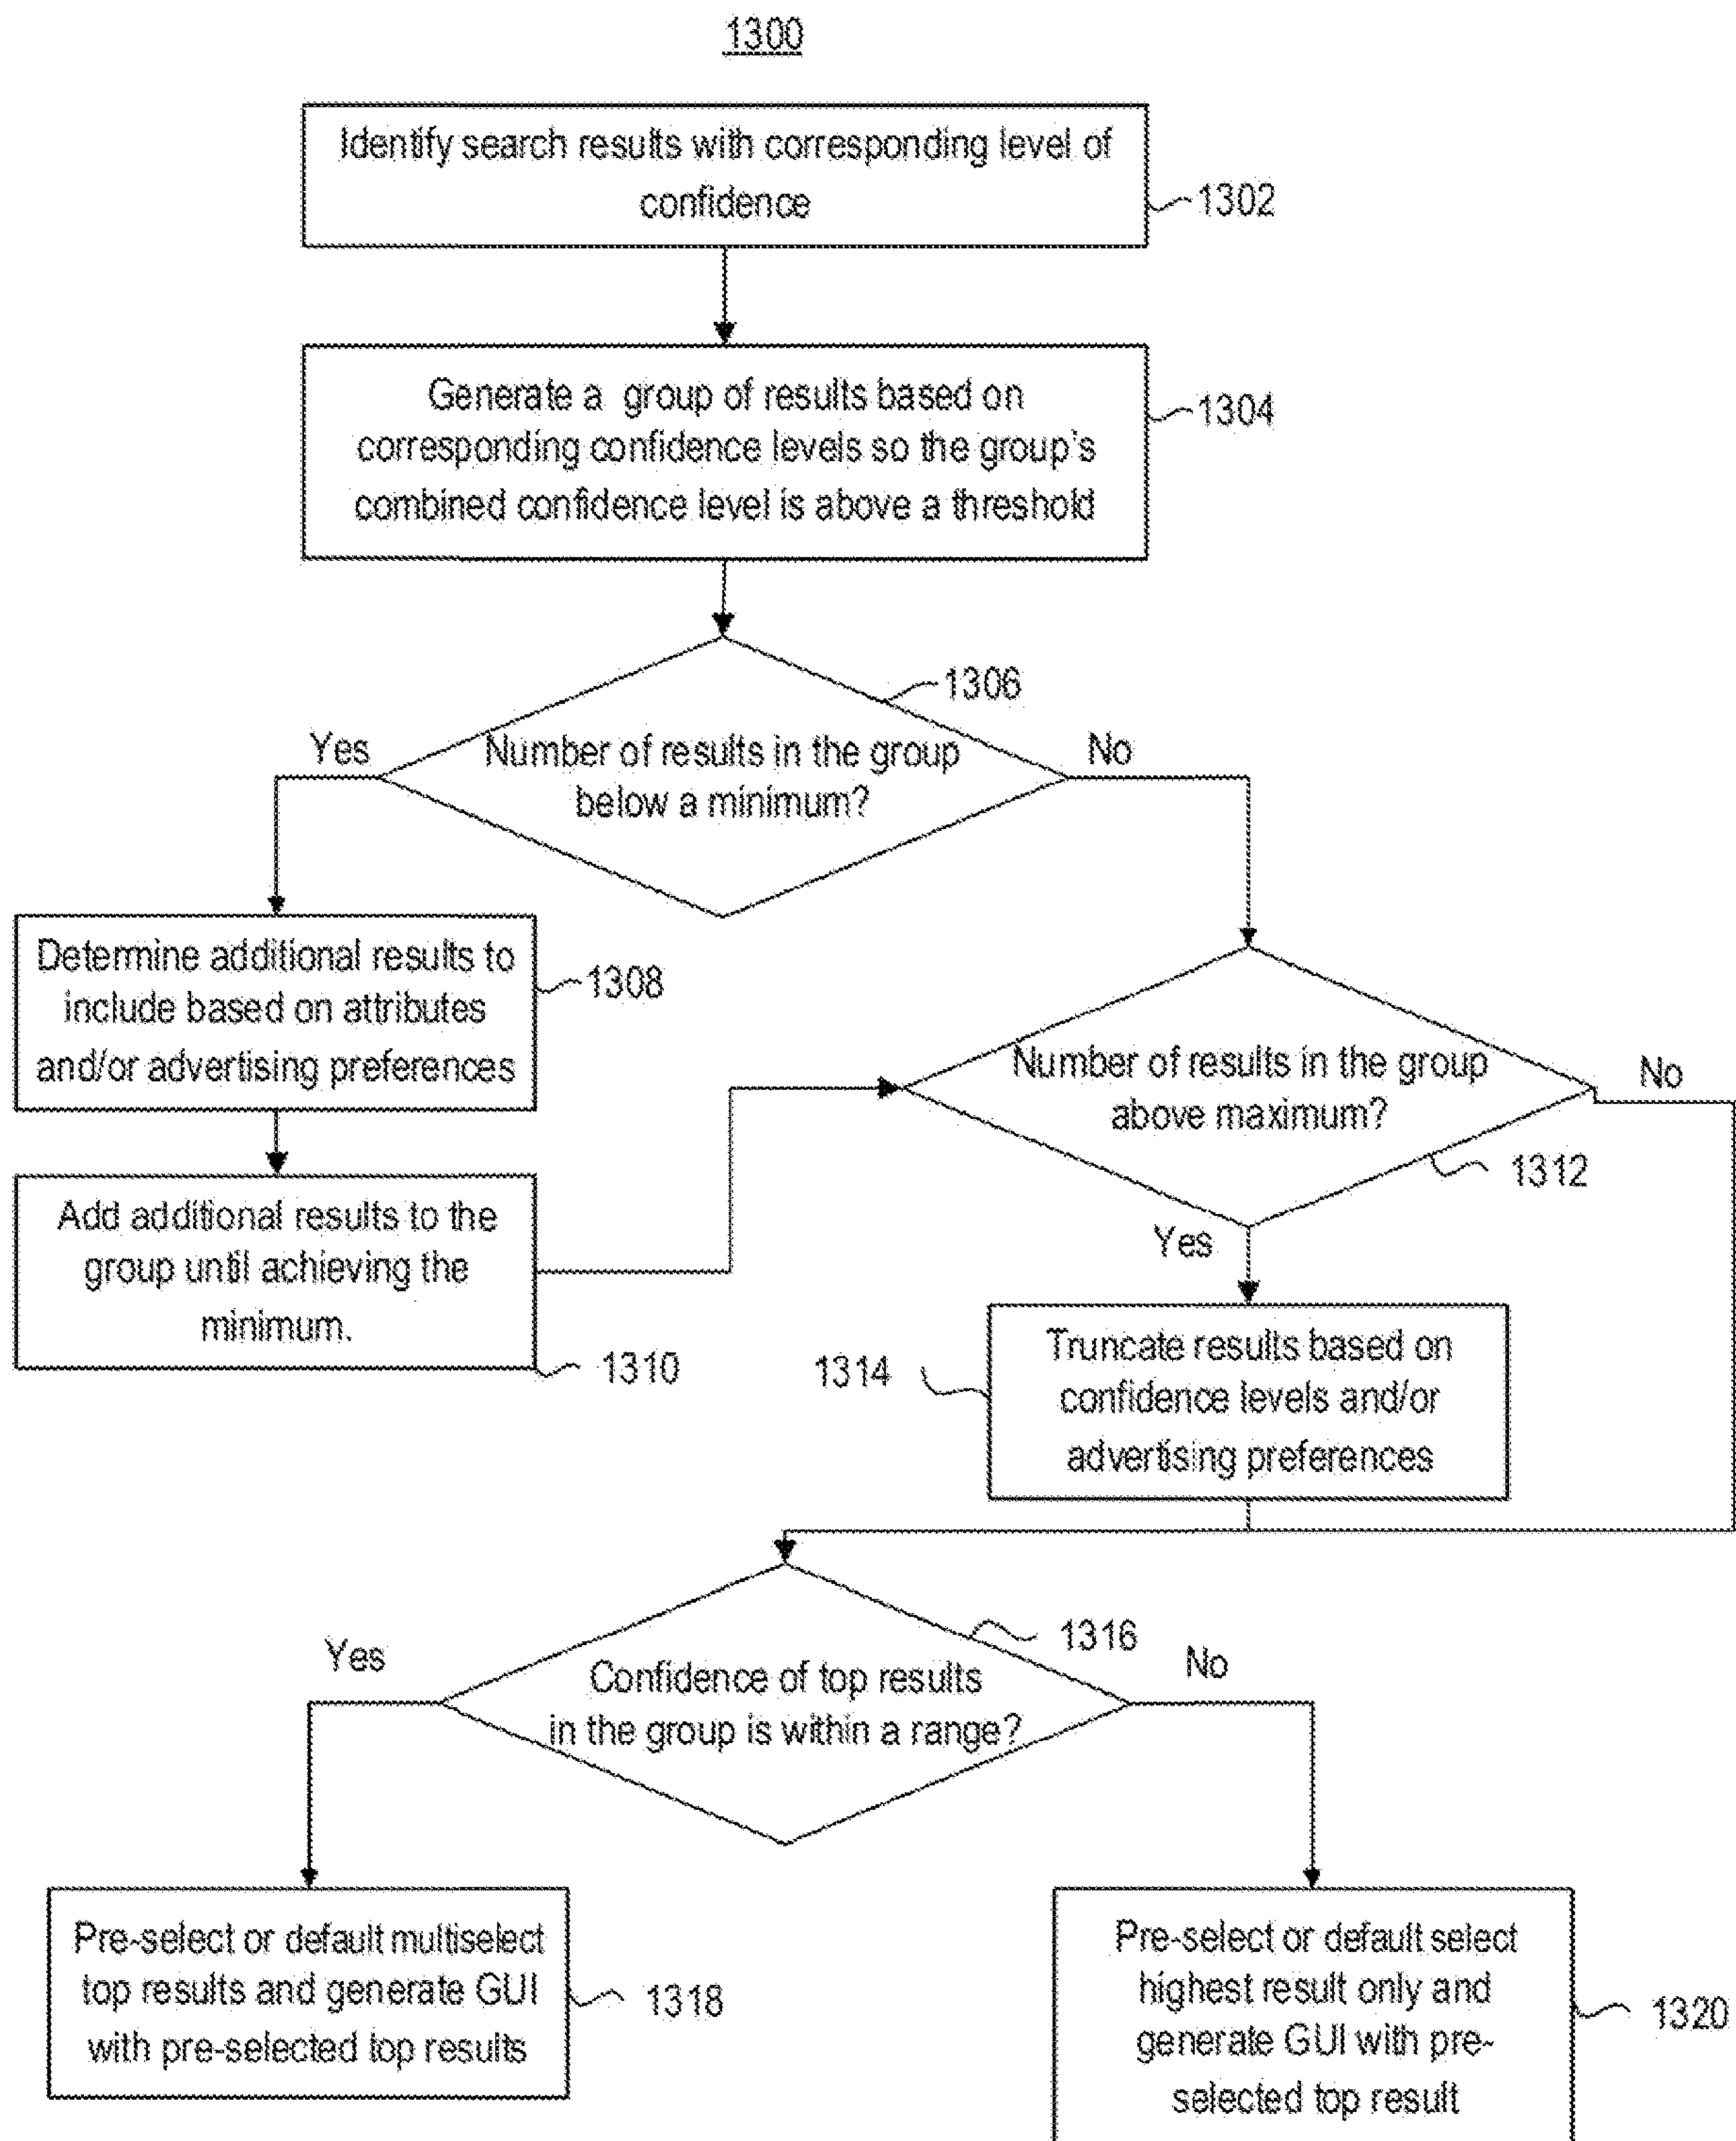 1300
Identify search results with corresponding level of
confidence
1302
Generate a group of results based on
corresponding confidence levels so the group's
combined confidence level is above a threshold
1304
1306
Yes
Number of results in the group
below a minimum?
No
Determine additional results to
include based on attributes
and/or advertising preferences
1308
Number of results in the group
above maximum?
No
1312
Add additional results to the
group until achieving the
minimum.
1310
Yes
Truncate results based on
confidence levels and/or
advertising preferences
1314
1316
Yes
Confidence of top results
in the group is within a range?
No
Pre-select or default multiselect
top results and generate GUI
with pre-selected top results
1318
Pre-select or default select
highest result only and
generate GUI with pre-
selected top result
1320